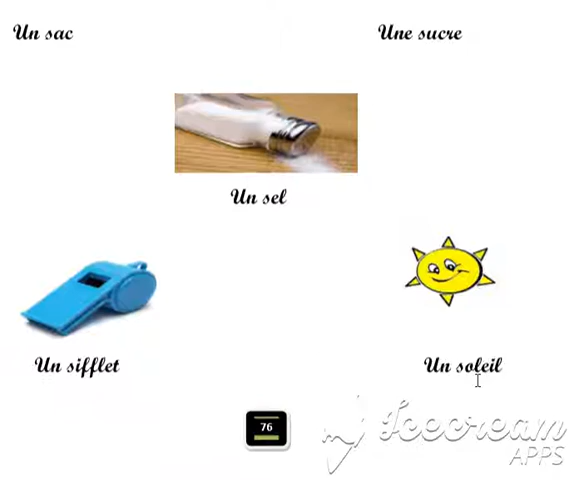 Un sac
Une sucre
Un sel
Un sifflet
Un soleil
76
Icecream
APPS